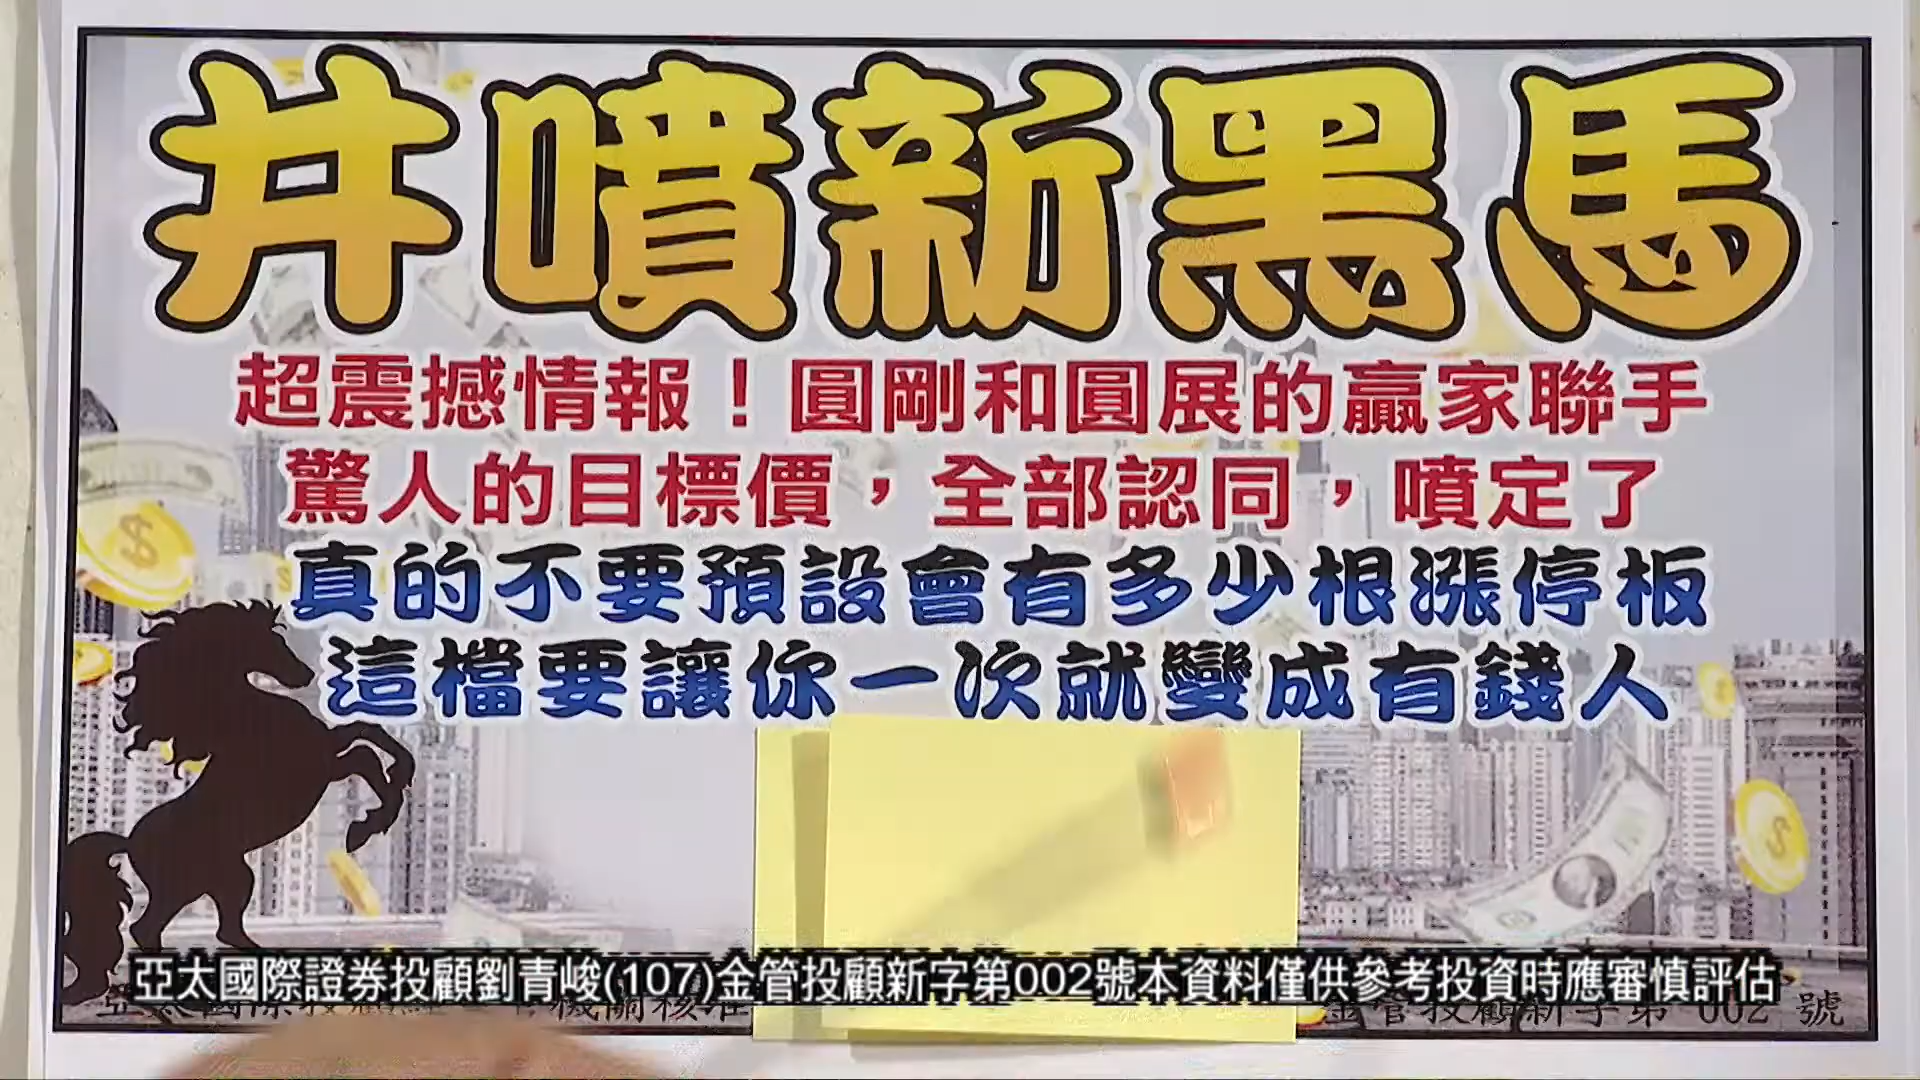 井噴新黑馬
超震撼情報！圓剛和圓展的贏家聯手
驚人的目標價，全部認同，噴定了
真的不要預設會有多少根漲停板
這檔要讓你一次就變成有錢人
亞太國際證券投顧劉青峻(107)金管投顧新字第002號本資料僅供參考投資時應審慎評估
金管投顧新字第 002 號